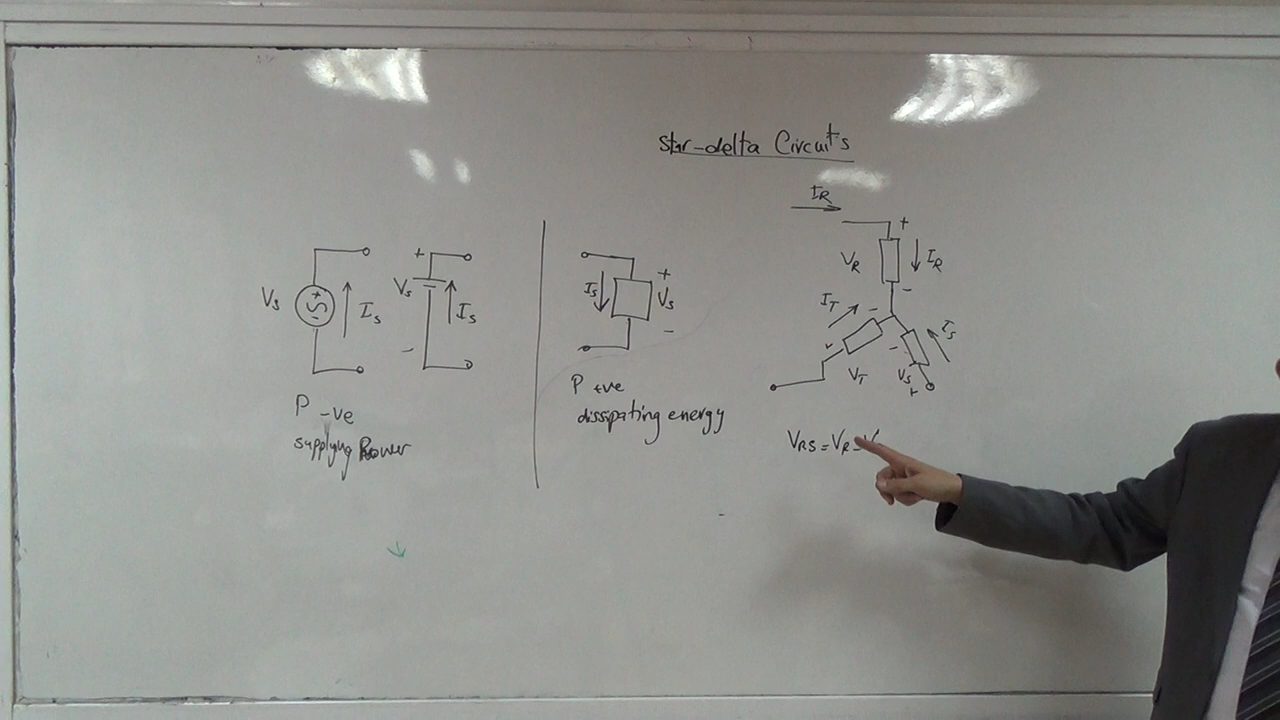 Star-delta Circuits
Vs
+
-
Is
+
Vs
-
Is
P -ve
supplying Power
Is
+
Vs
-
P +ve
dissipating energy
IR
+
VR
IR
-
IT
-
+
VT
Is
-
Vs
+
VRS = VR - V